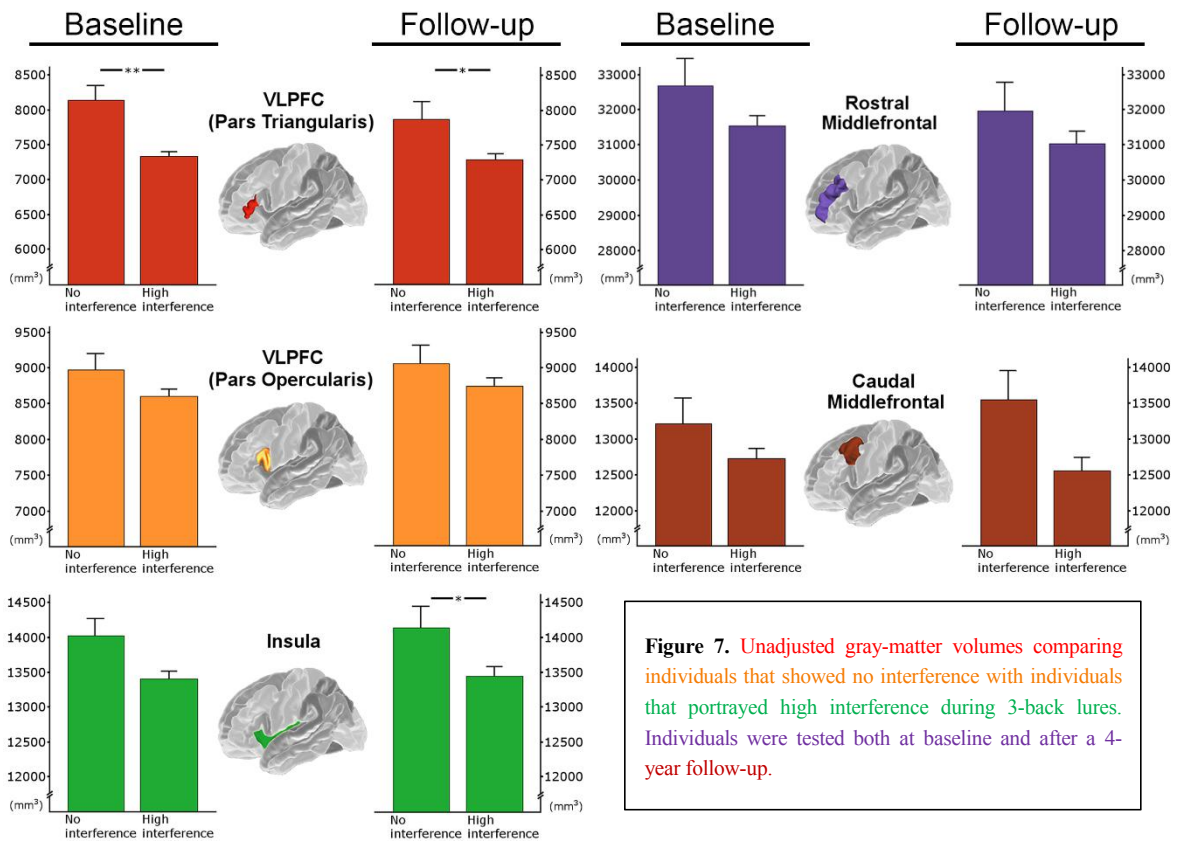 Baseline
Follow-up
Baseline
Follow-up
8500
8000
7500
7000
6500
6000
(mm³)
**
No interference
High interference
VLPFC
(Pars Triangularis)
*
8500
8000
7500
7000
6500
6000
(mm³)
No interference
High interference
33000
32000
31000
30000
29000
28000
(mm³)
No interference
High interference
Rostral
Middlefrontal
33000
32000
31000
30000
29000
28000
(mm³)
No interference
High interference
9500
9000
8500
8000
7500
7000
(mm³)
No interference
High interference
VLPFC
(Pars Opercularis)
9500
9000
8500
8000
7500
7000
(mm³)
No interference
High interference
14000
13500
13000
12500
12000
(mm³)
No interference
High interference
Caudal
Middlefrontal
14000
13500
13000
12500
12000
(mm³)
No interference
High interference
14500
14000
13500
13000
12500
12000
(mm³)
No interference
High interference
Insula
*
14500
14000
13500
13000
12500
12000
(mm³)
No interference
High interference
Figure 7. Unadjusted gray-matter volumes comparing
individuals that showed no interference with individuals
that portrayed high interference during 3-back lures.
Individuals were tested both at baseline and after a 4-
year follow-up.